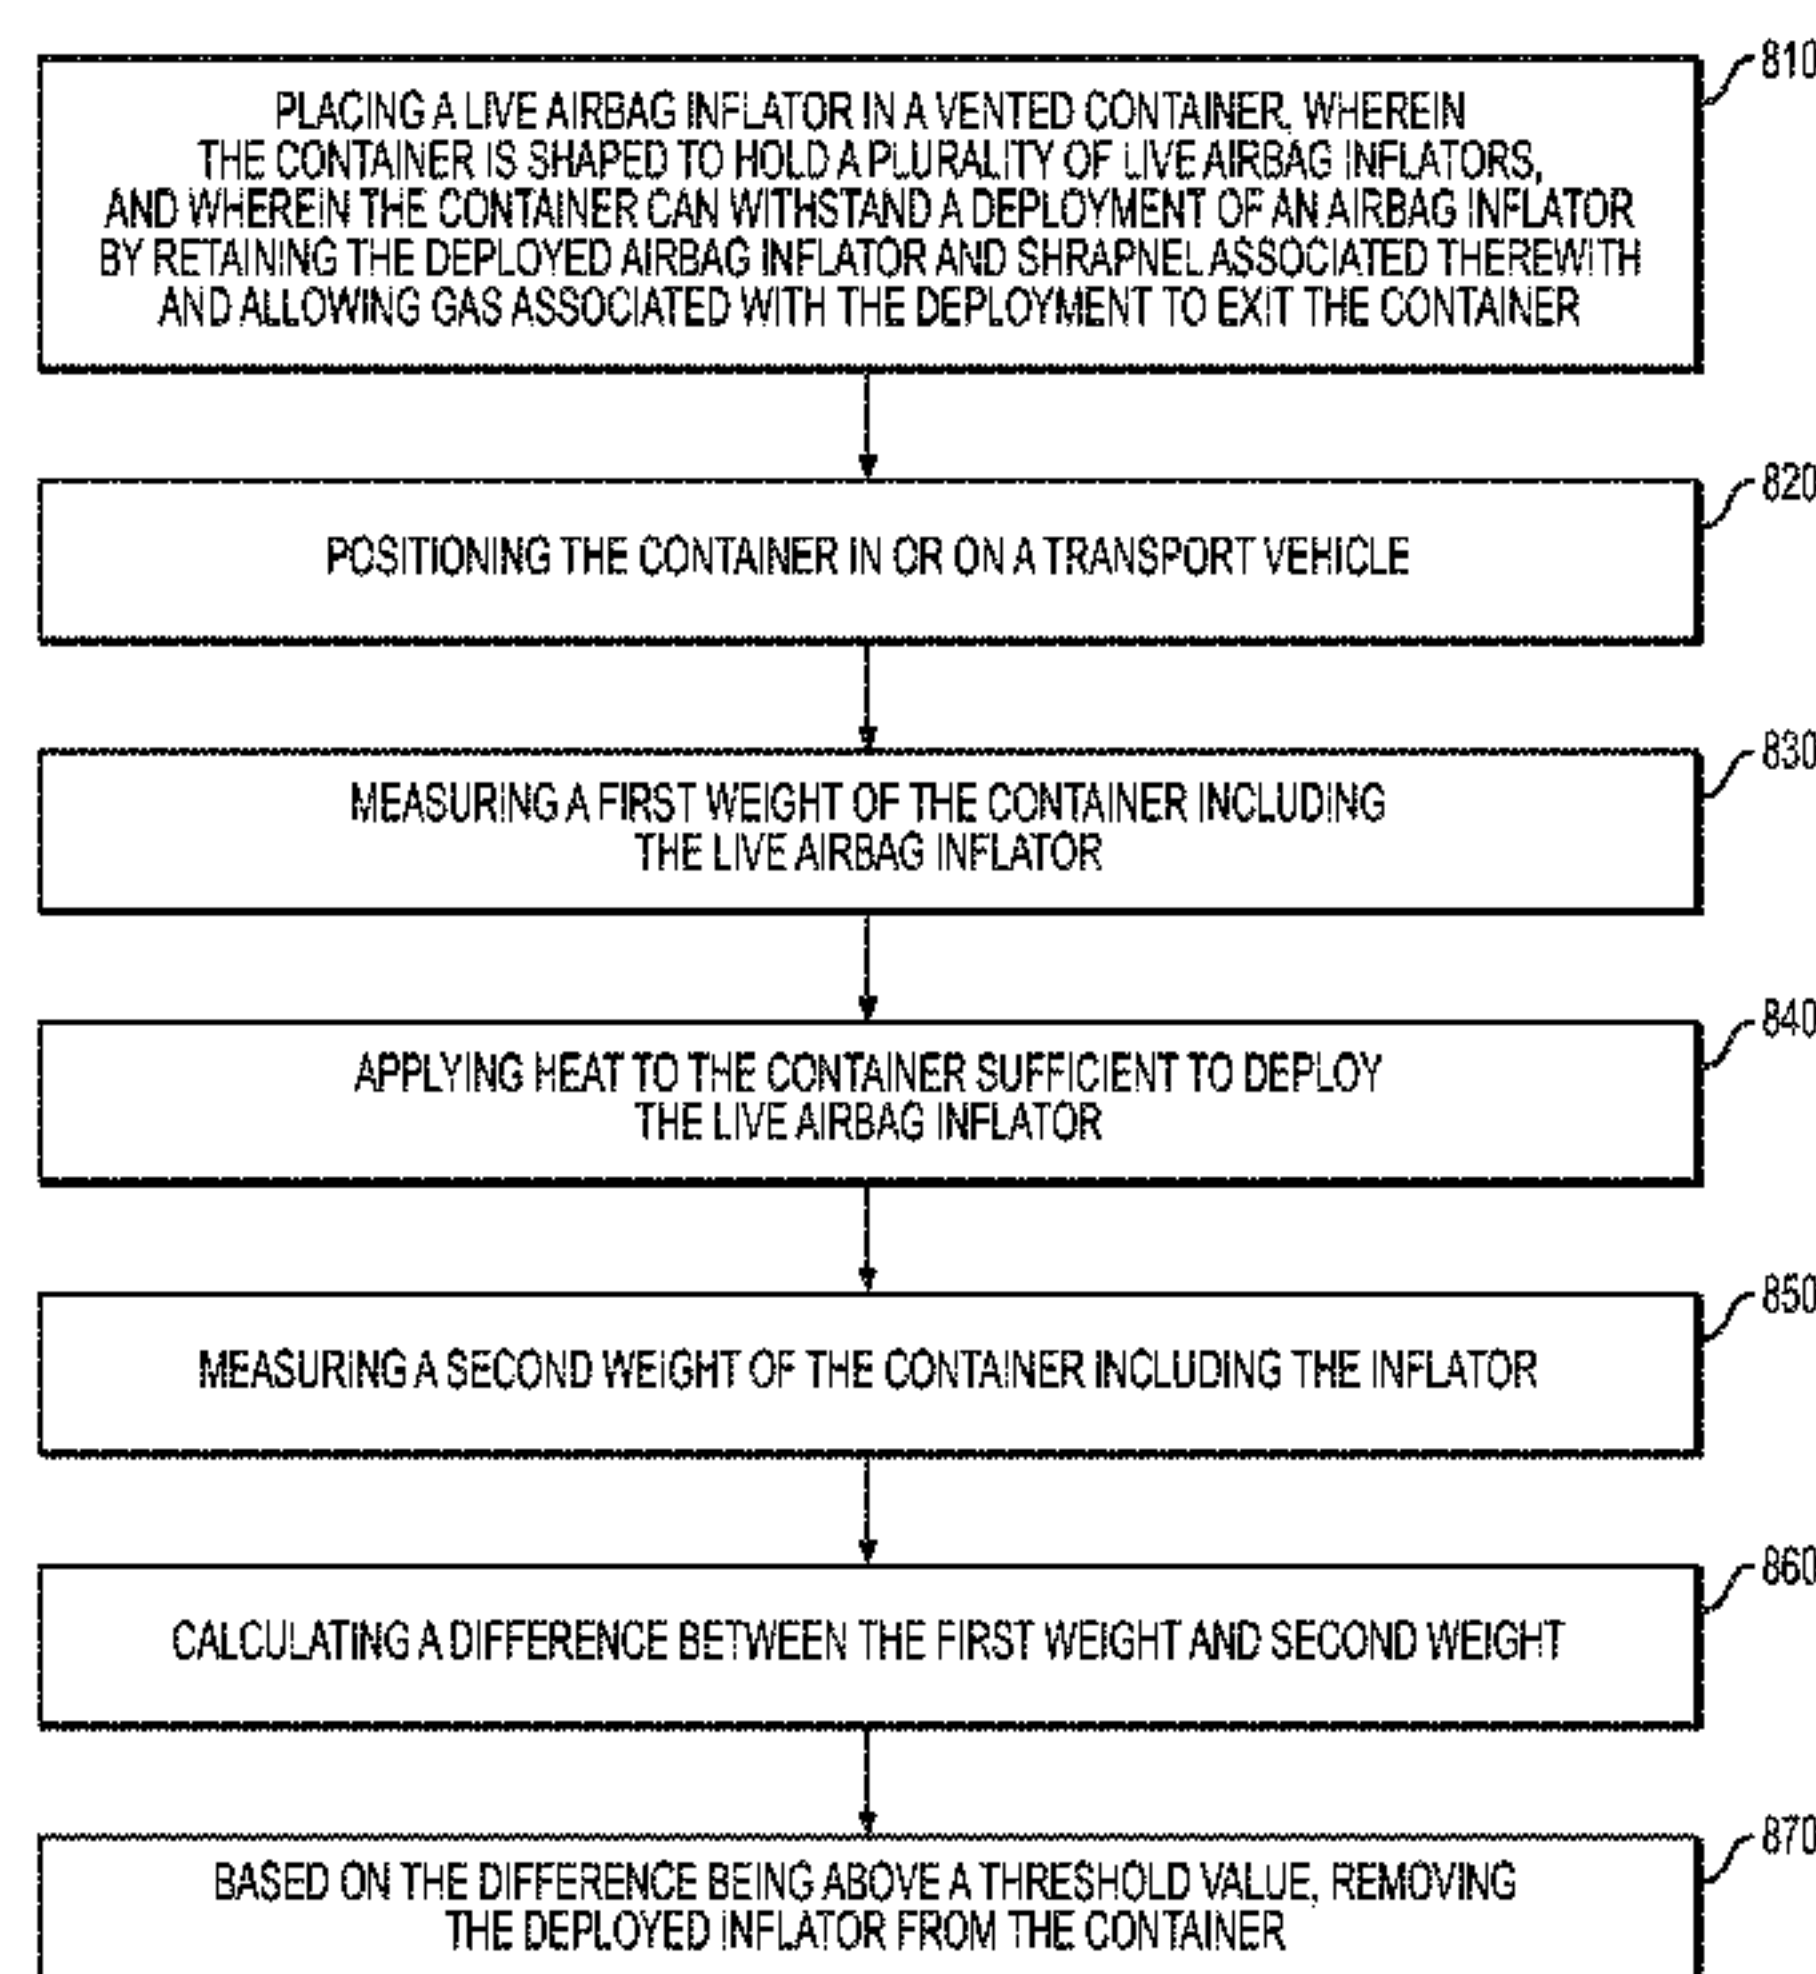 810
PLACING A LIVE AIRBAG INFLATOR IN A VENTED CONTAINER, WHEREIN
THE CONTAINER IS SHAPED TO HOLD A PLURALITY OF LIVE AIRBAG INFLATORS,
AND WHEREIN THE CONTAINER CAN WITHSTAND A DEPLOYMENT OF AN AIRBAG INFLATOR
BY RETAINING THE DEPLOYED AIRBAG INFLATOR AND SHRAPNEL ASSOCIATED THEREWITH
AND ALLOWING GAS ASSOCIATED WITH THE DEPLOYMENT TO EXIT THE CONTAINER
820
POSITIONING THE CONTAINER IN OR ON A TRANSPORT VEHICLE
830
MEASURING A FIRST WEIGHT OF THE CONTAINER INCLUDING
THE LIVE AIRBAG INFLATOR
840
APPLYING HEAT TO THE CONTAINER SUFFICIENT TO DEPLOY
THE LIVE AIRBAG INFLATOR
850
MEASURING A SECOND WEIGHT OF THE CONTAINER INCLUDING THE INFLATOR
860
CALCULATING A DIFFERENCE BETWEEN THE FIRST WEIGHT AND SECOND WEIGHT
870
BASED ON THE DIFFERENCE BEING ABOVE A THRESHOLD VALUE, REMOVING
THE DEPLOYED INFLATOR FROM THE CONTAINER